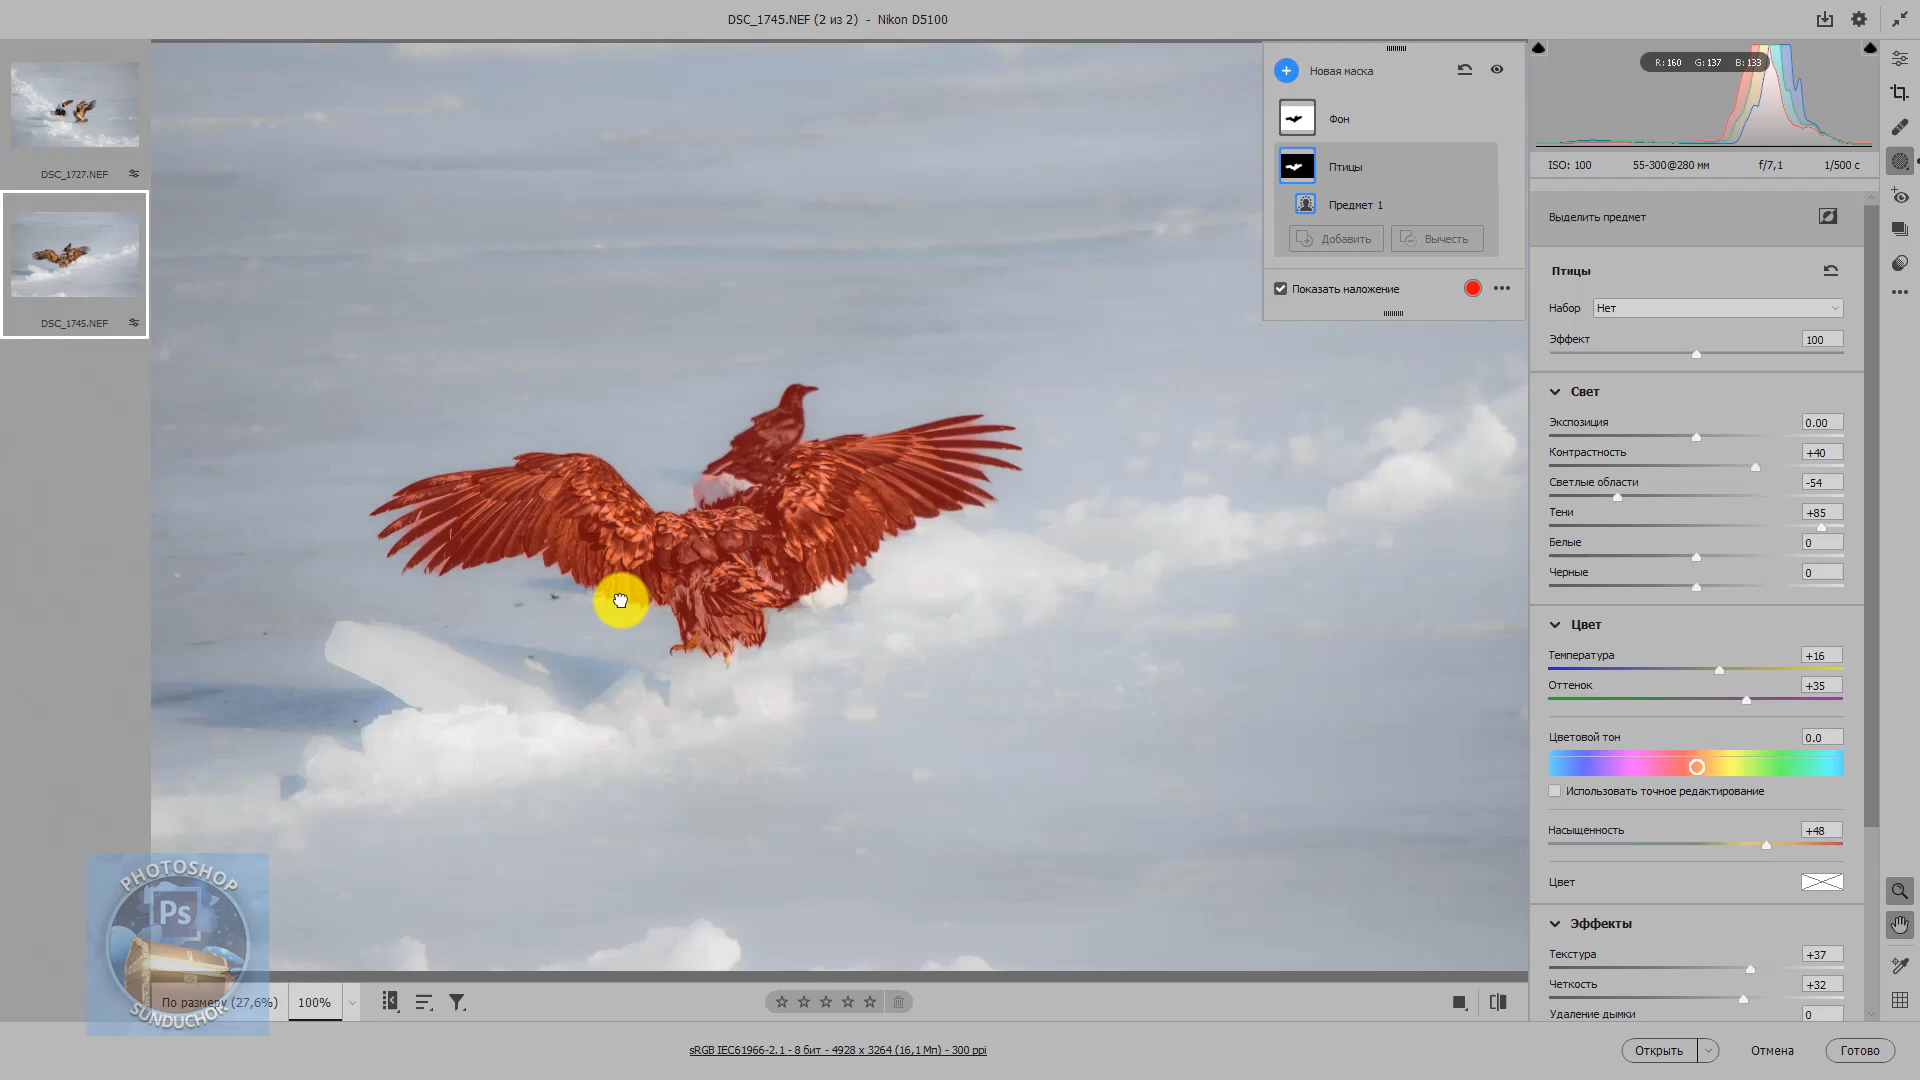 DSC_1745.NEF (2 из 2) - Nikon D5100
DSC_1727.NEF
DSC_1745.NEF
Новая маска
Фон
Птицы
Предмет 1
Добавить
Вычесть
Показать наложение
R: 160 G: 137 B: 133
ISO: 100 55-300@280 мм f/7,1 1/500 с
Выделить предмет
Птицы
Набор Нет
Эффект 100
Свет
Экспозиция 0.00
Контрастность +40
Светлые области -54
Тени +85
Белые 0
Черные 0
Цвет
Температура +16
Оттенок +35
Цветовой тон 0.0
Использовать точное редактирование
Насыщенность +48
Цвет
Эффекты
Текстура +37
Четкость +32
Удаление дымки 0
PHOTOSHOP
Ps
SUNDUCHOK
По размеру (27,6%) 100%
sRGB IEC61966-2.1 - 8 бит - 4928 x 3264 (16,1 Мп) - 300 ppi
Открыть
Отмена
Готово